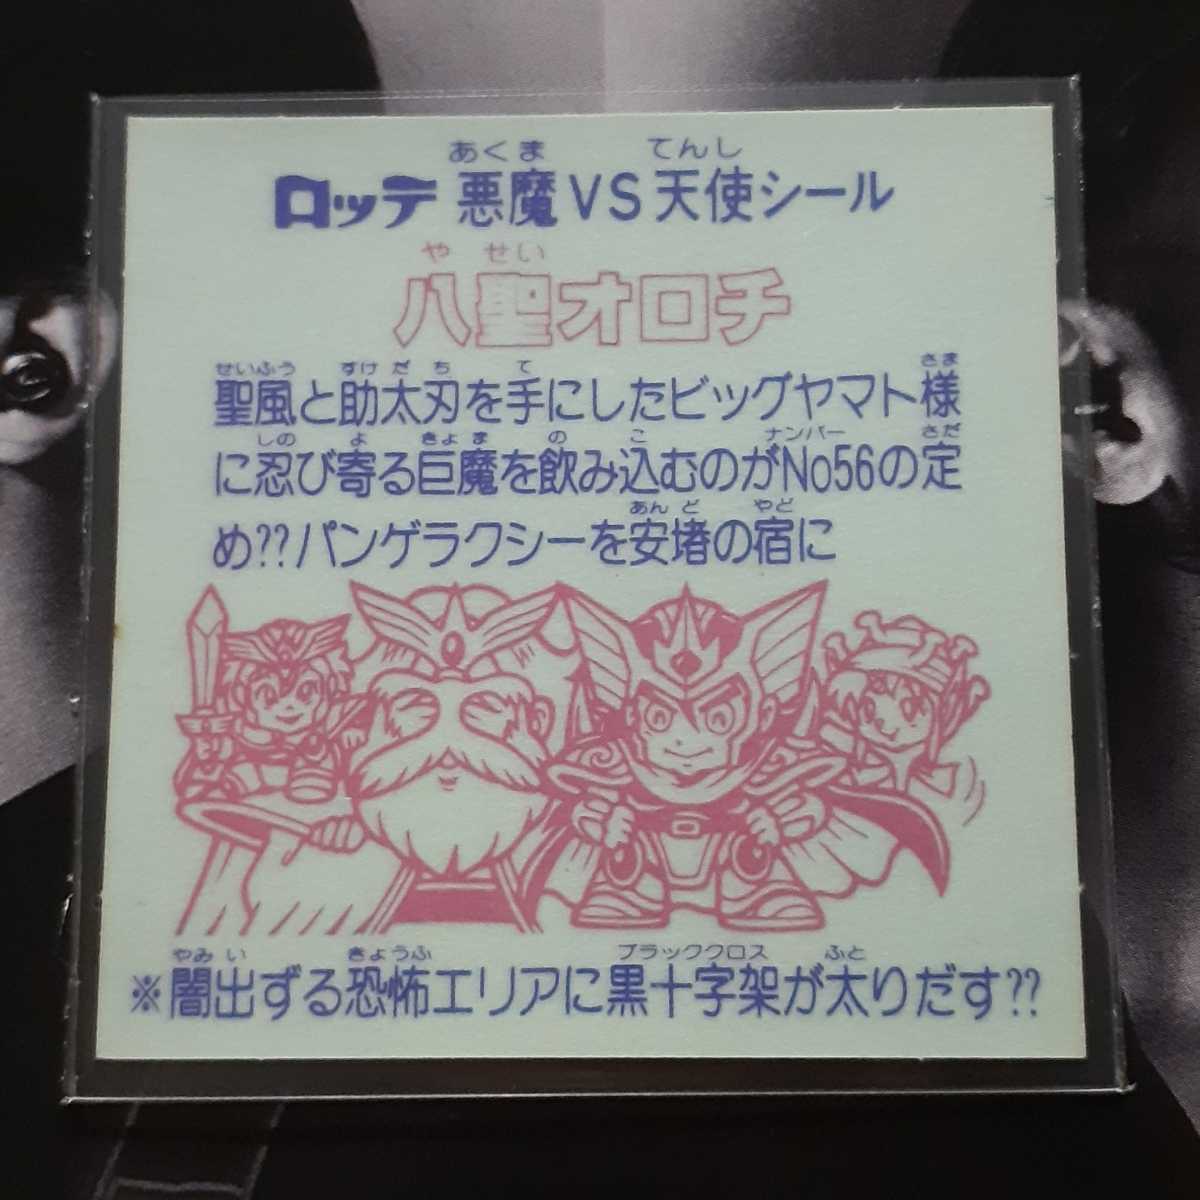 あくま てんし
ロッテ 悪魔VS天使シール
や せい
八聖オロチ
せいふう すけ だ ち て さま
聖風と助太刃を手にしたビッグヤマト様
しの よ きょ ま の こ ナンバー さだ
に忍び寄る巨魔を飲み込むのがNo56の定
あん ど やど
め??パンゲラクシーを安堵の宿に
やみ い きょうふ ブラッククロス ふと
※闇出ずる恐怖エリアに黒十字架が太りだす??